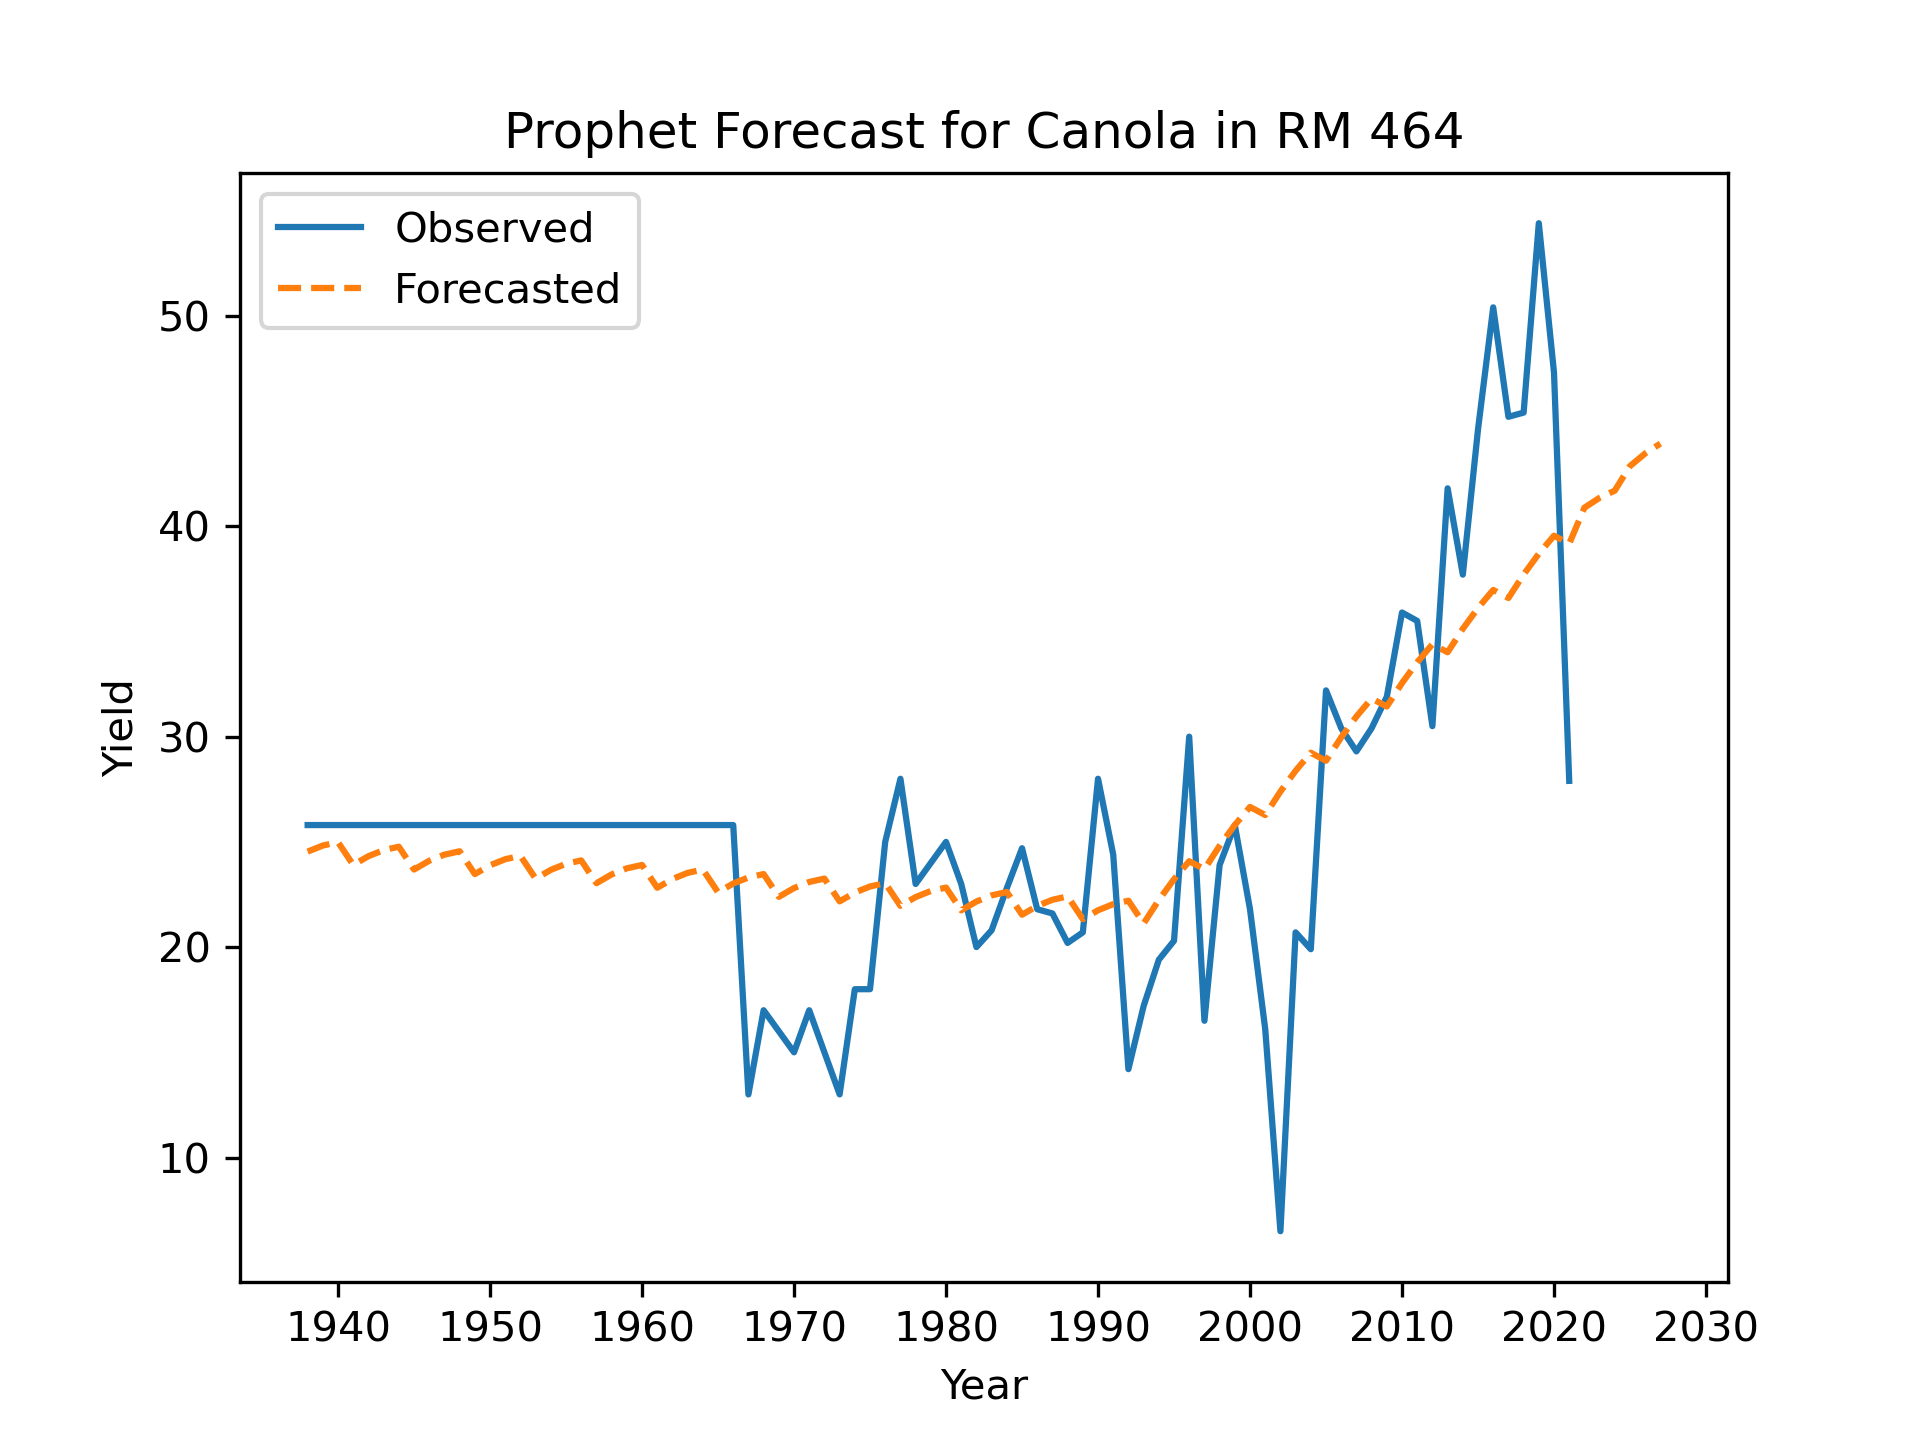 Prophet Forecast for Canola in RM 464
Observed
Forecasted
50
40
30
20
10
Yield
1940 1950 1960 1970 1980 1990 2000 2010 2020 2030
Year